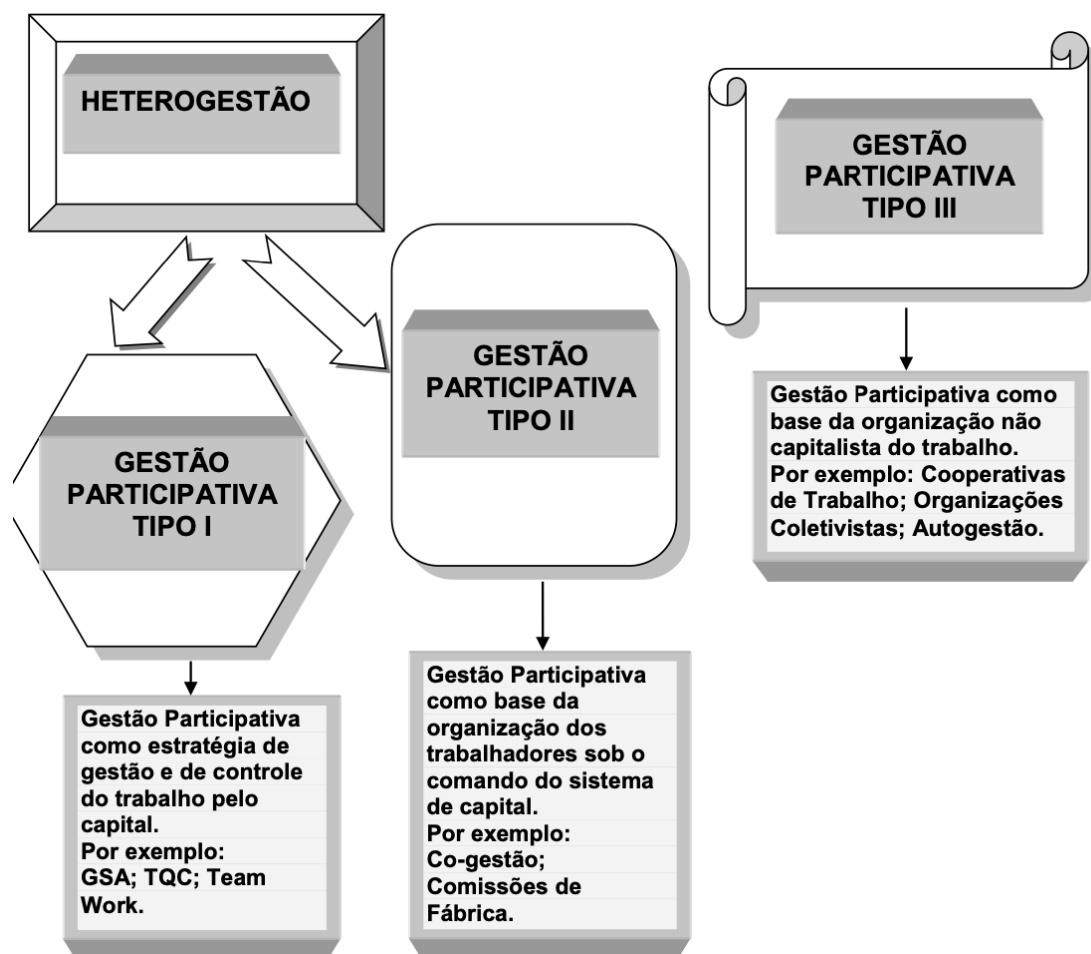 HETEROGESTÃO
GESTÃO
PARTICIPATIVA
TIPO I
Gestão Participativa
como estratégia de
gestão e de controle
do trabalho pelo
capital.
Por exemplo:
GSA; TQC; Team
Work.
GESTÃO
PARTICIPATIVA
TIPO II
Gestão Participativa
como base da
organização dos
trabalhadores sob o
comando do sistema
de capital.
Por exemplo:
Co-gestão;
Comissões de
Fábrica.
GESTÃO
PARTICIPATIVA
TIPO III
Gestão Participativa como
base da organização não
capitalista do trabalho.
Por exemplo: Cooperativas
de Trabalho; Organizações
Coletivistas; Autogestão.